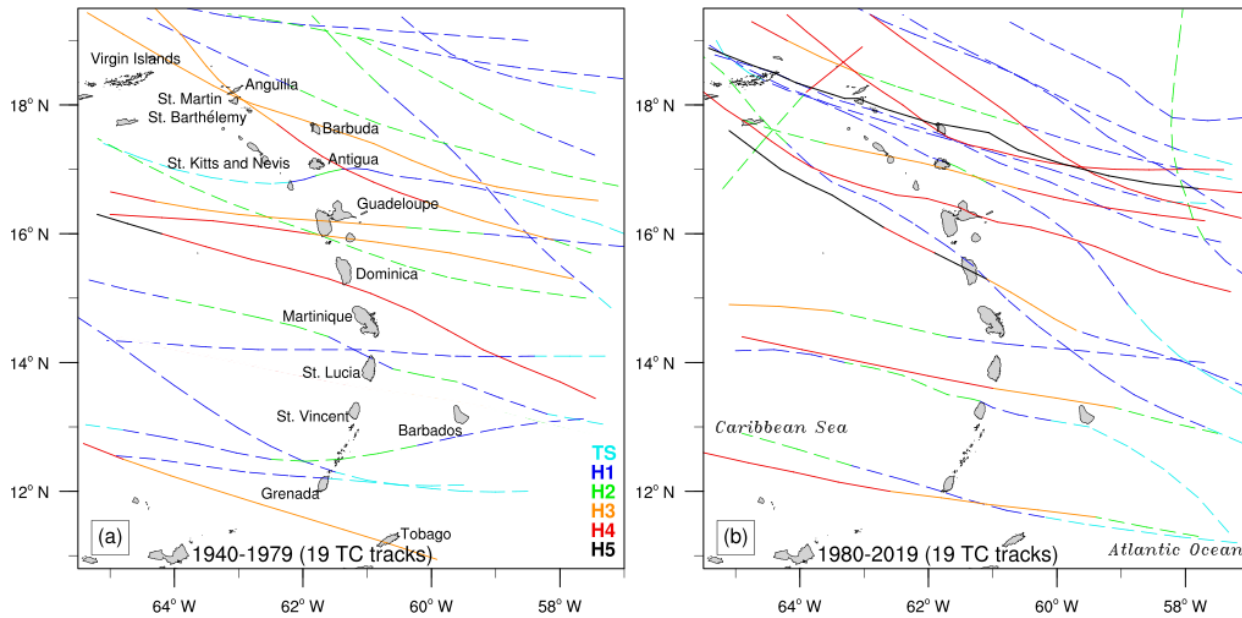 18° N
16° N
14° N
12° N
Virgin Islands
Anguilla
St. Martin
St. Barthélemy
Barbuda
St. Kitts and Nevis
Antigua
Guadeloupe
Dominica
Martinique
St. Lucia
St. Vincent
Barbados
Grenada
Tobago
TS
H1
H2
H3
H4
H5
(a)
1940-1979 (19 TC tracks)
64° W
62° W
60° W
58° W
18° N
16° N
14° N
12° N
Caribbean Sea
Atlantic Ocean
(b)
1980-2019 (19 TC tracks)
64° W
62° W
60° W
58° W